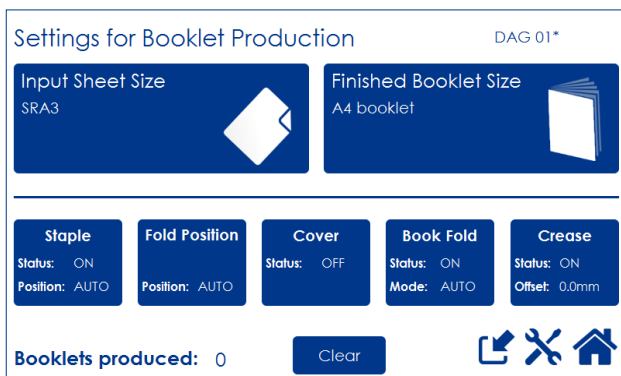 Settings for Booklet Production
DAG 01*
Input Sheet Size
SRA3
Finished Booklet Size
A4 booklet
Staple
Status: ON
Position: AUTO
Fold Position
Position: AUTO
Cover
Status: OFF
Book Fold
Status: ON
Mode: AUTO
Crease
Status: ON
Offset: 0.0mm
Booklets produced: 0
Clear